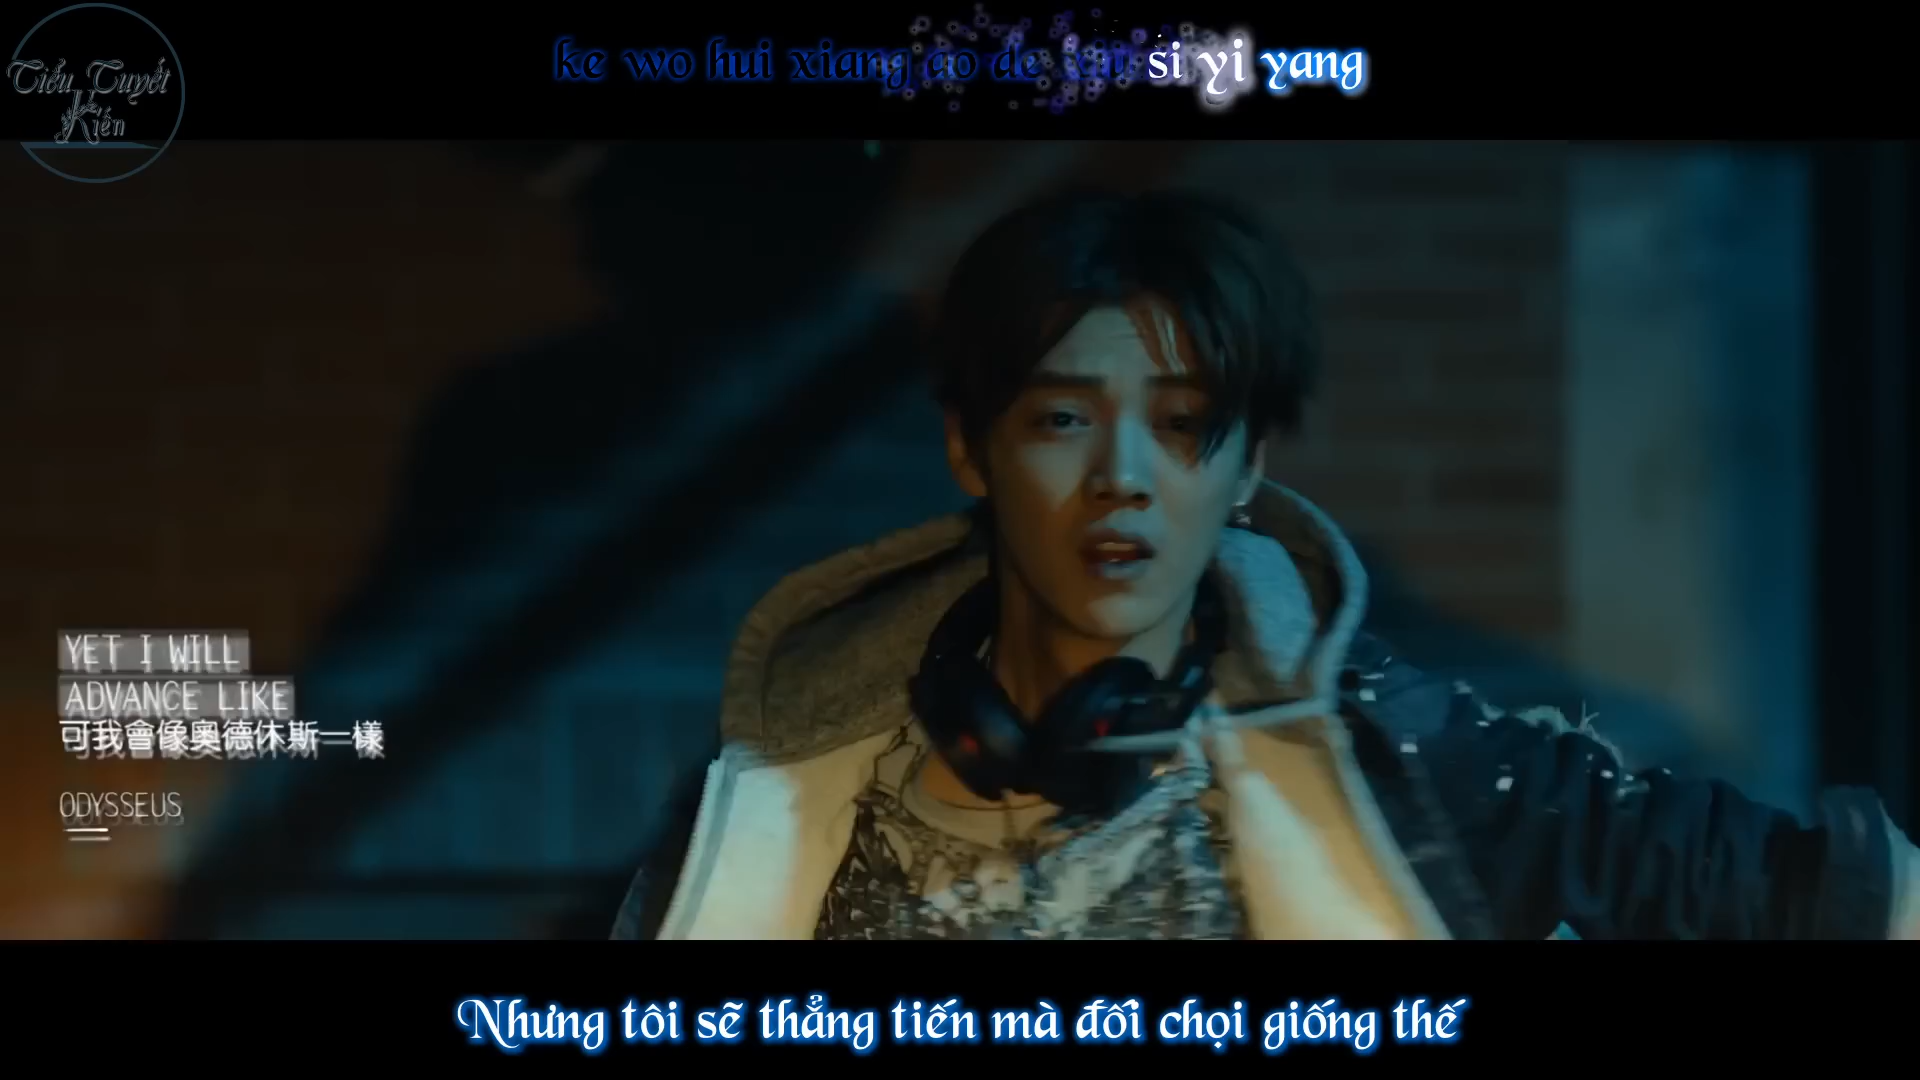 Tiểu Tuyết
Kiến
ke wo hui xiang ao de xiu si yi yang
YET I WILL
ADVANCE LIKE
可我會像奧德休斯一樣
ODYSSEUS
Nhưng tôi sẽ thẳng tiến mà đối chọi giống thế